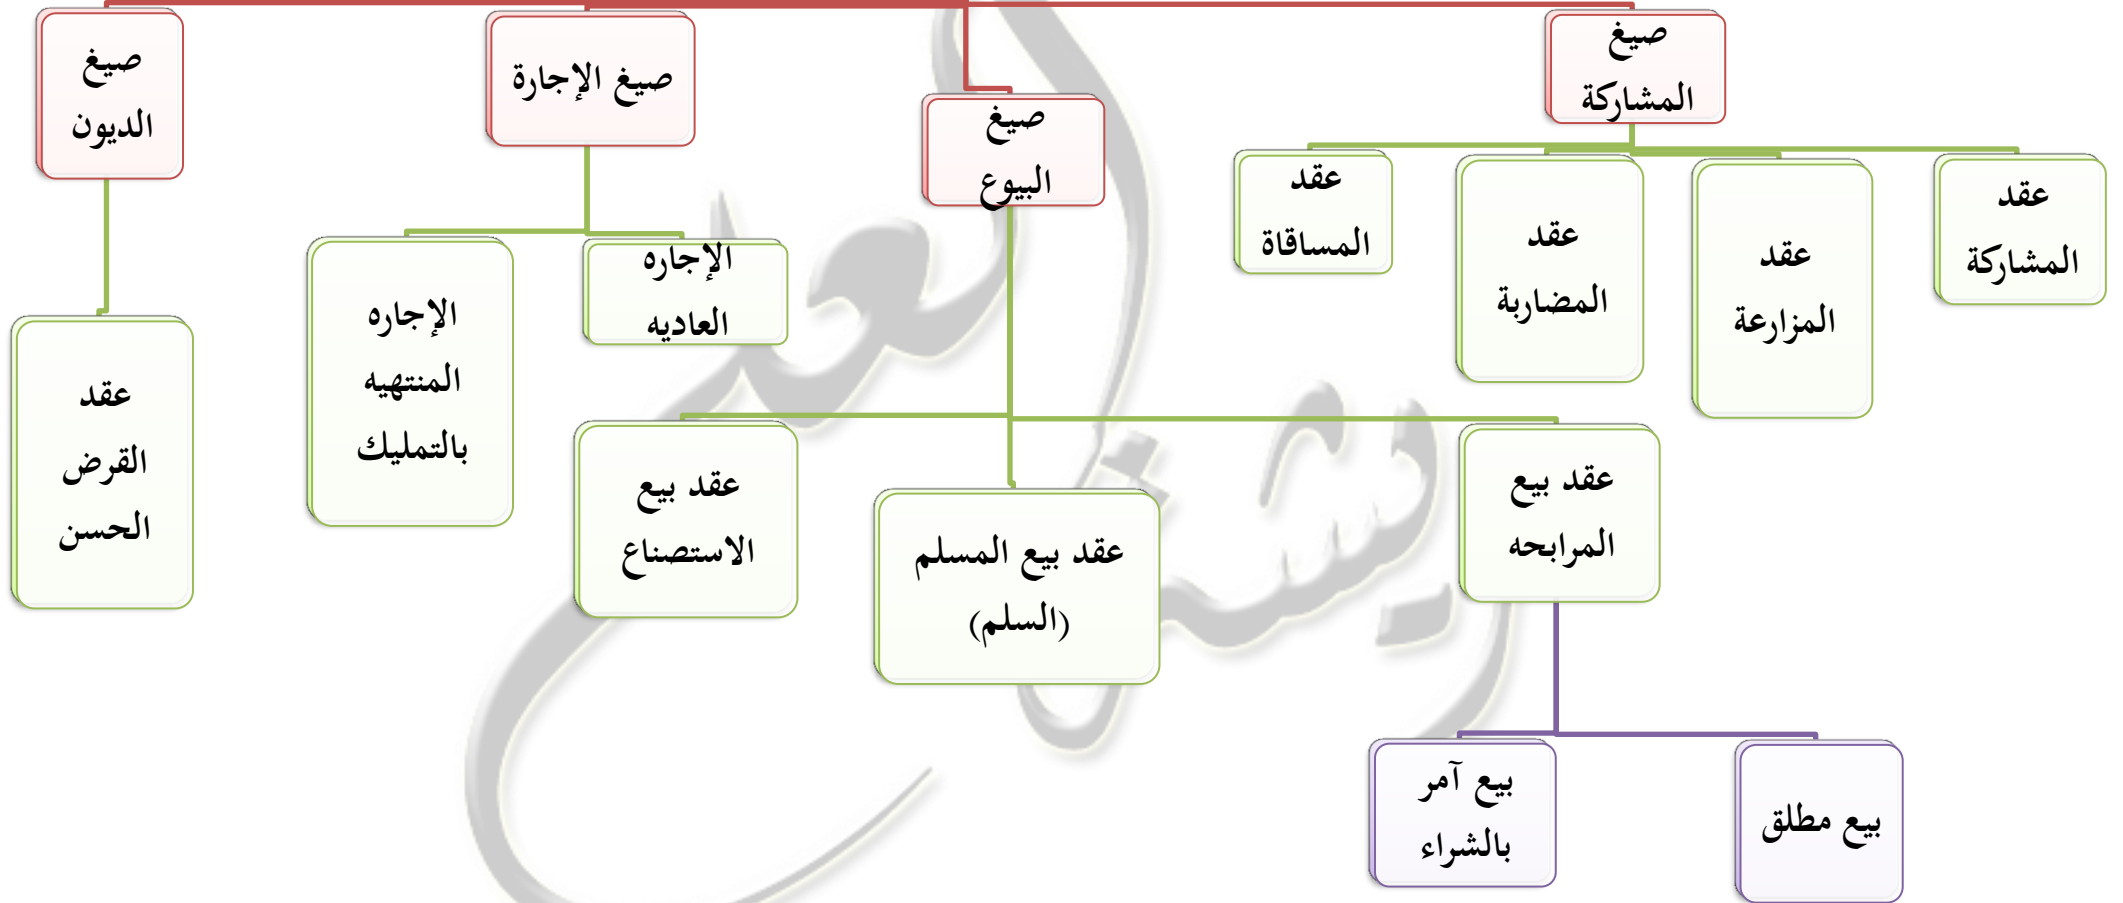 صيغ
المشاركة
صيغ
البيوع
صيغ الإجارة
صيغ
الديون
عقد
المشاركة
عقد
المزارعة
عقد
المضاربة
عقد
المساقاة
الإجاره
العاديه
الإجاره
المنتهيه
بالتمليك
عقد
القرض
الحسن
عقد بيع
المرابحه
عقد بيع المسلم
(السلم)
عقد بيع
الاستصناع
بيع مطلق
بيع آمر
بالشراء